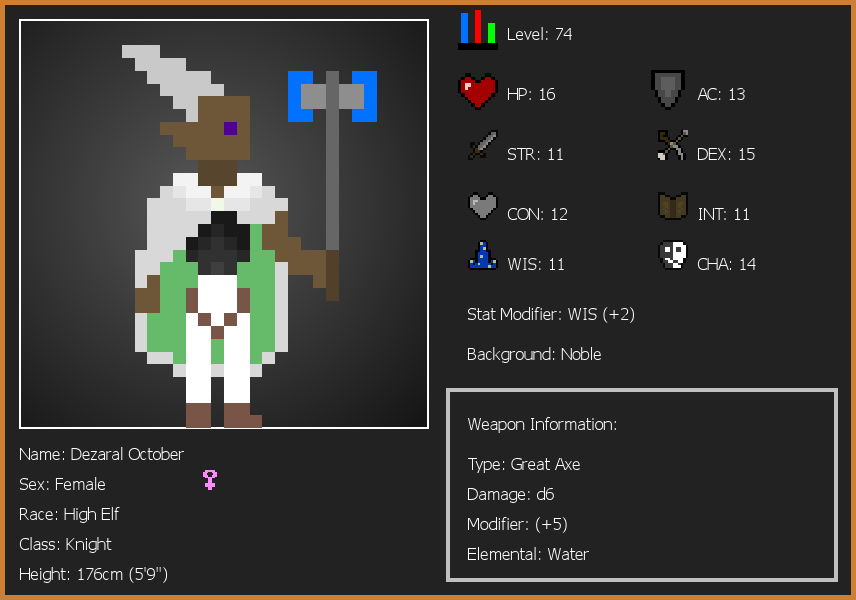 Level: 74
HP: 16
AC: 13
STR: 11
DEX: 15
CON: 12
INT: 11
WIS: 11
CHA: 14
Stat Modifier: WIS (+2)
Background: Noble
Weapon Information:
Type: Great Axe
Damage: d6
Modifier: (+5)
Elemental: Water
Name: Dezaral October
Sex: Female
Race: High Elf
Class: Knight
Height: 176cm (5'9")